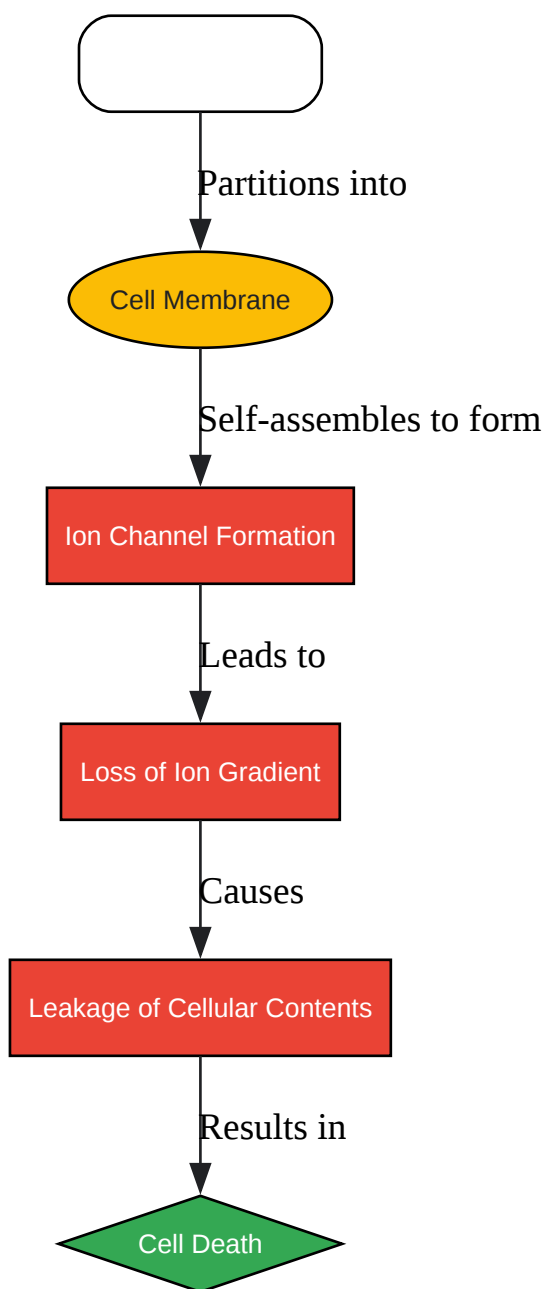 Partitions into
Cell Membrane
Self-assembles to form
Ion Channel Formation
Leads to
Loss of Ion Gradient
Causes
Leakage of Cellular Contents
Results in
Cell Death